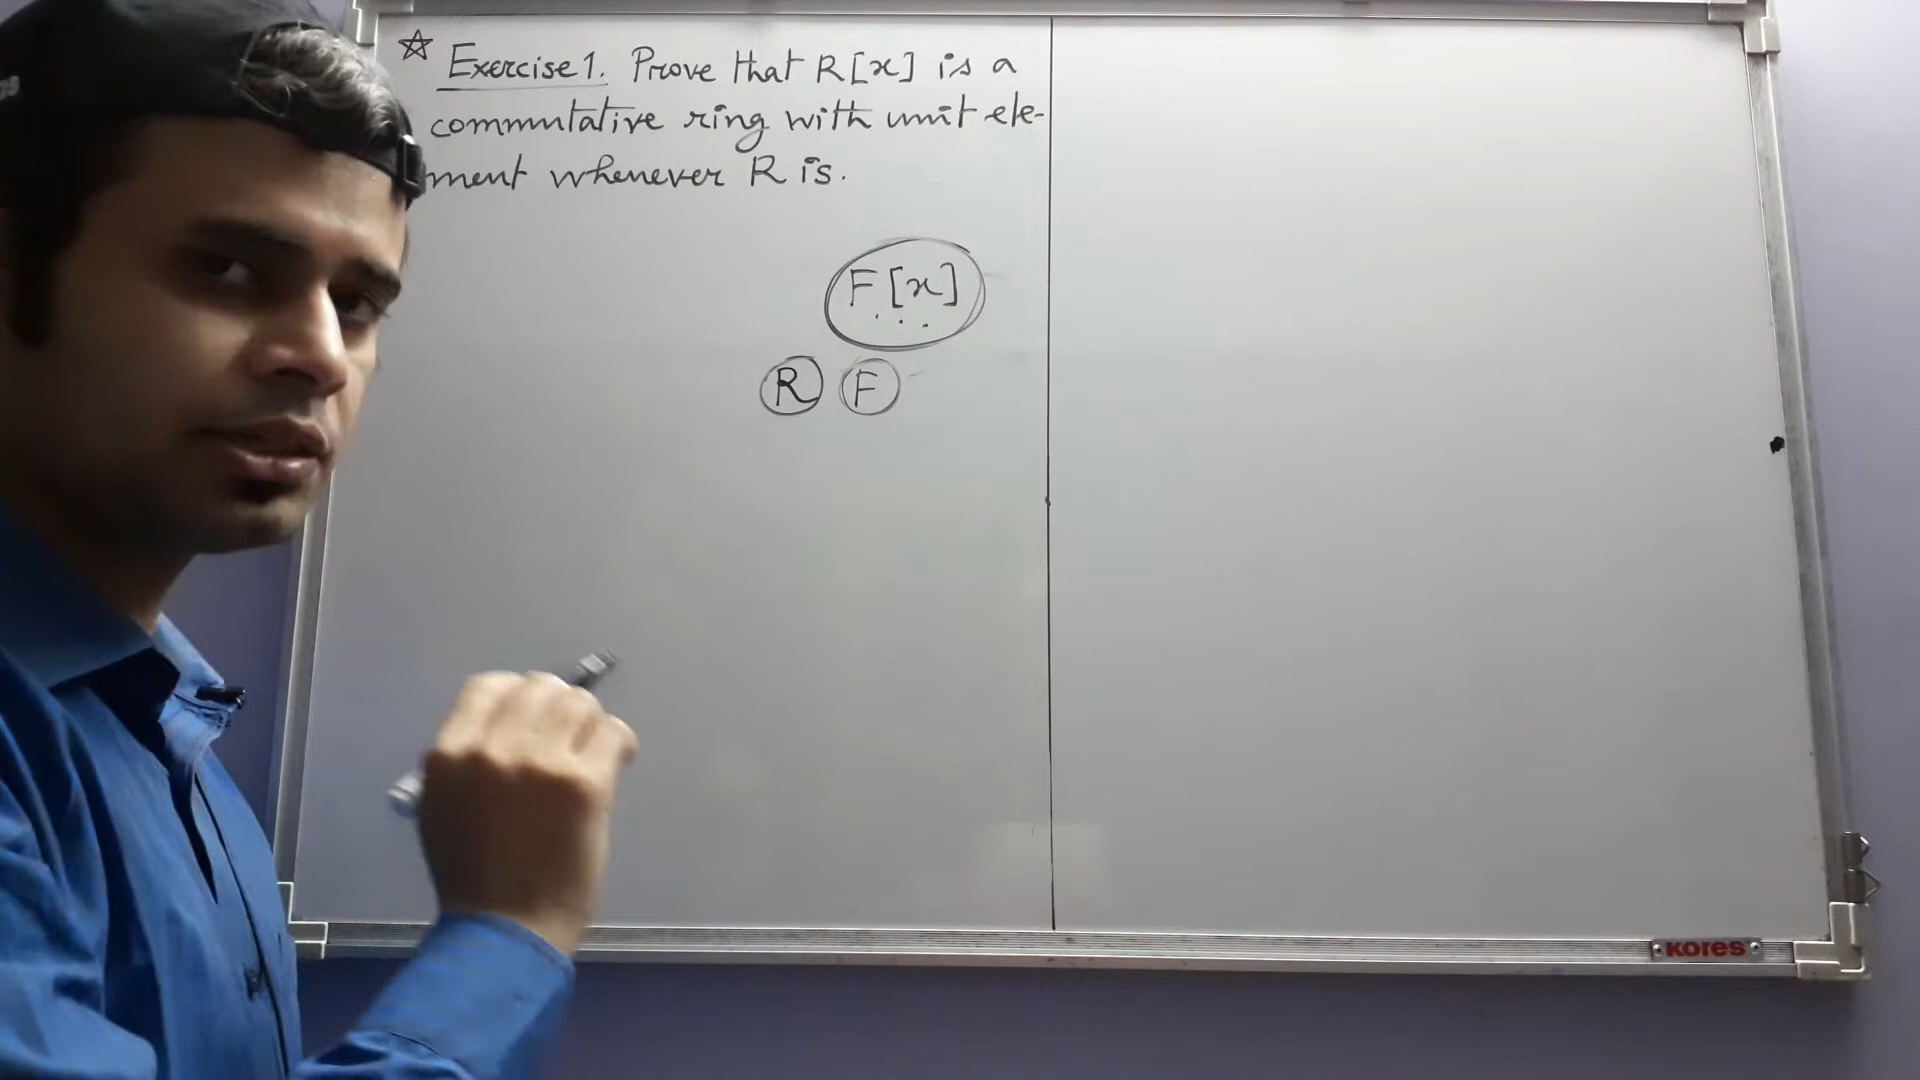 ☆ Exercise 1. Prove that R[x] is a
commutative ring with unit ele-
ment whenever R is.
F[x]
R F
Kores